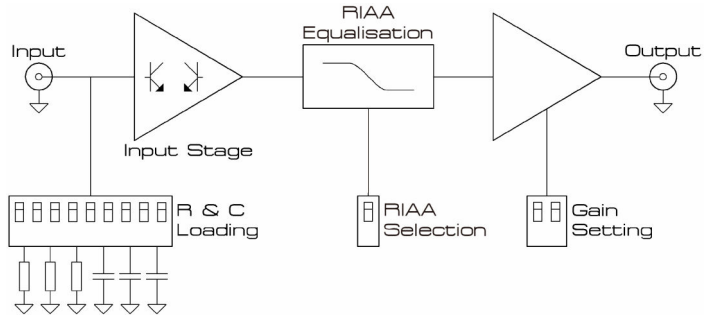 RIAA
Equalisation
Input
Output
Input Stage
R & C
Loading
RIAA
Selection
Gain
Setting